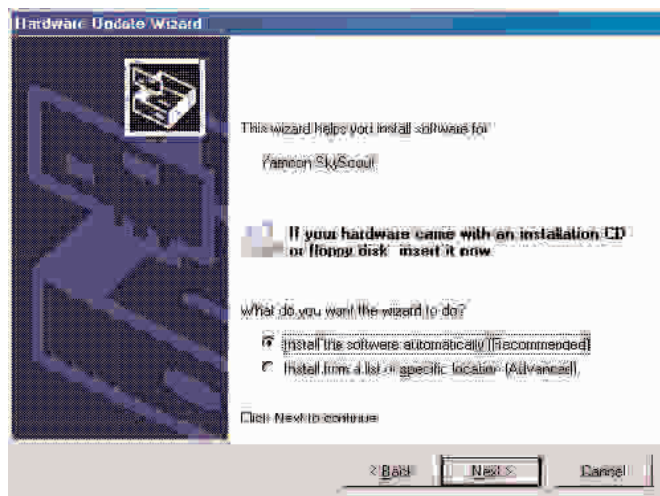 Hardware Update Wizard
This wizard helps you install software for:
SkyScout
If your hardware came with an installation CD
or floppy disk, insert it now.
What do you want the wizard to do?
Install the software automatically (Recommended)
Install from a list or specific location (Advanced)
Click Next to continue.
< Back
Next >
Cancel